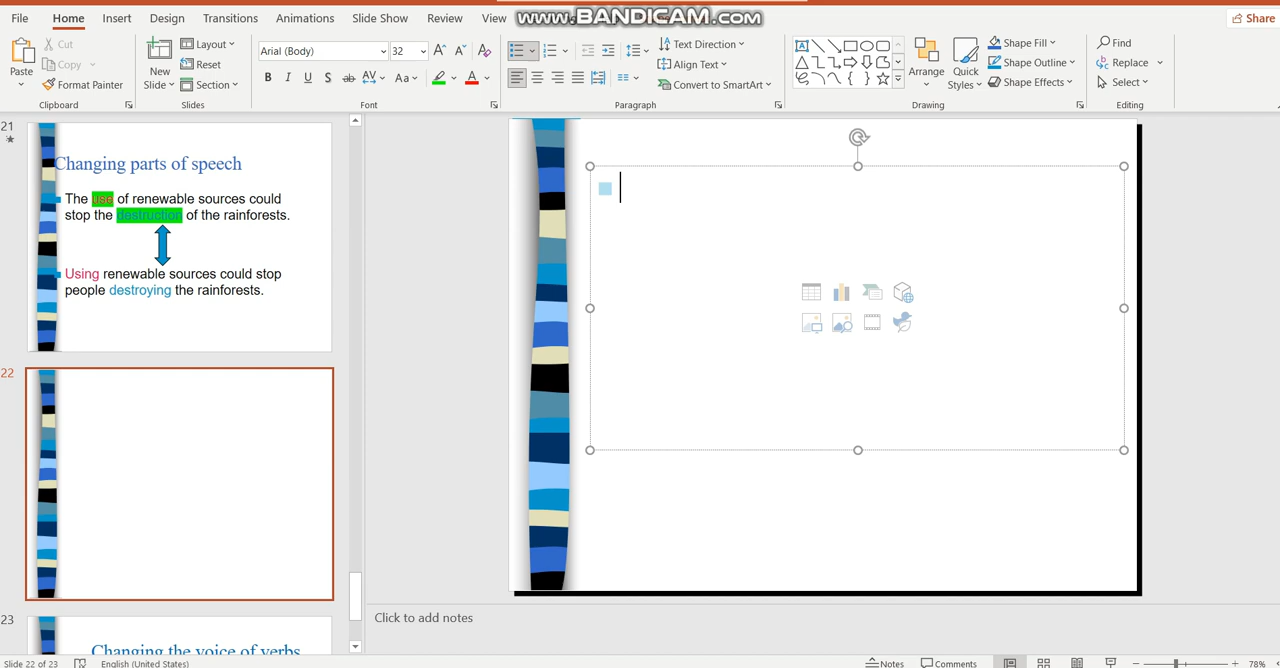 www.BANDICAM.com
File Home Insert Design Transitions Animations Slide Show Review View Share
Paste
Cut
Copy
Format Painter
Clipboard
New Slide
Layout
Reset
Section
Slides
Arial (Body) 32
B I U S ab AV Aa A
Font
Text Direction
Align Text
Convert to SmartArt
Paragraph
Arrange
Quick Styles
Shape Fill
Shape Outline
Shape Effects
Drawing
Find
Replace
Select
Editing
21
Changing parts of speech
The use of renewable sources could
stop the destruction of the rainforests.
Using renewable sources could stop
people destroying the rainforests.
22
23
Changing the voice of verbs
Click to add notes
Slide 22 of 23 English (United States) Notes Comments 78%